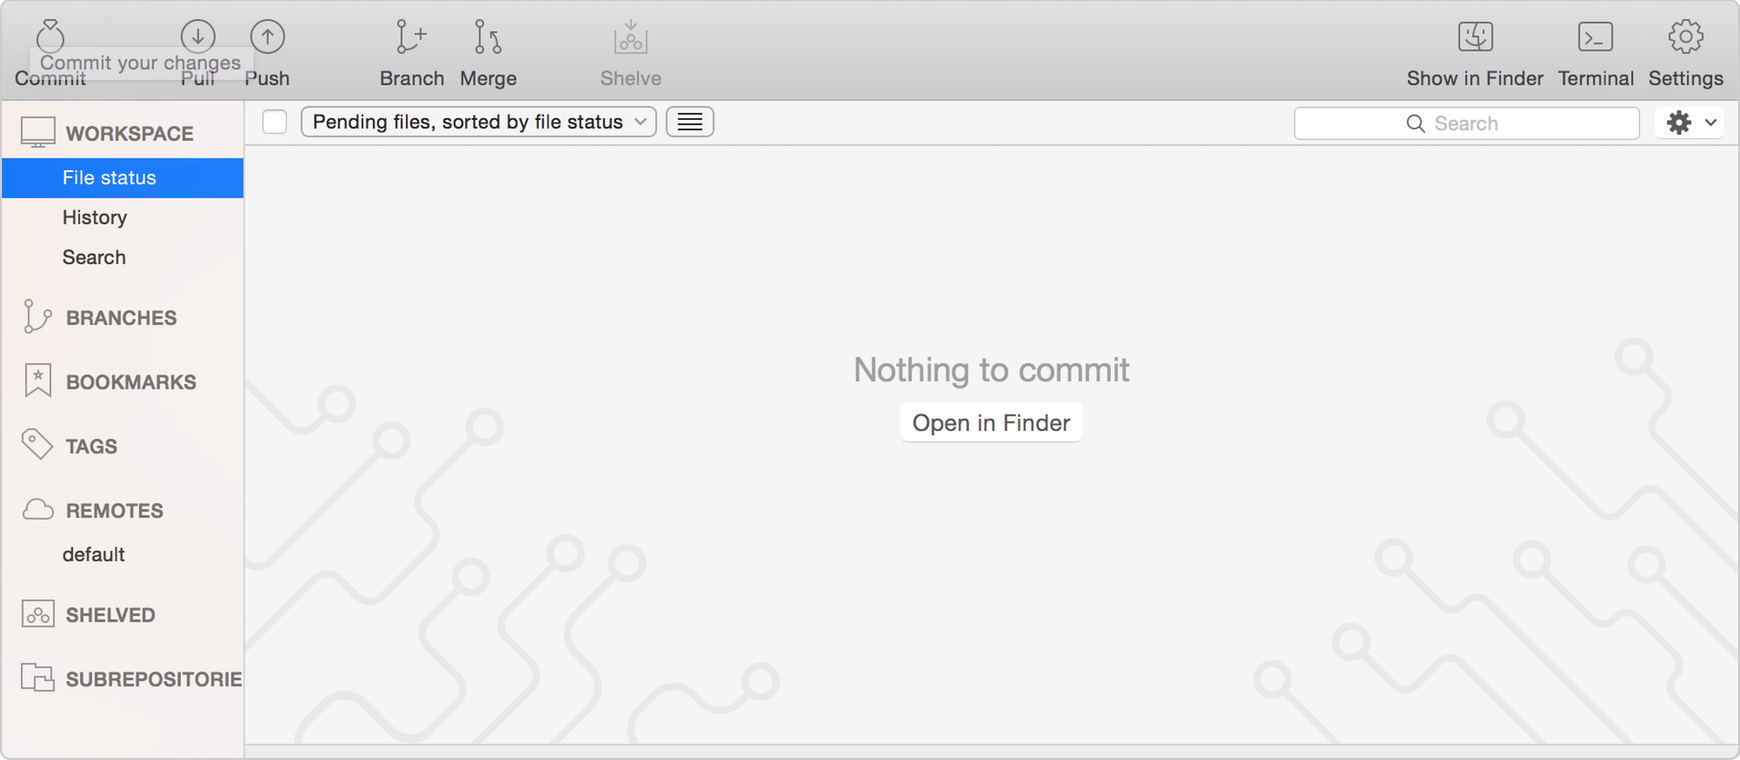 Commit your changes
Commit Pull Push Branch Merge Shelve Show in Finder Terminal Settings
WORKSPACE
Pending files, sorted by file status
Search
File status
History
Search
BRANCHES
BOOKMARKS
TAGS
REMOTES
default
SHELVED
SUBREPOSITORIE
Nothing to commit
Open in Finder